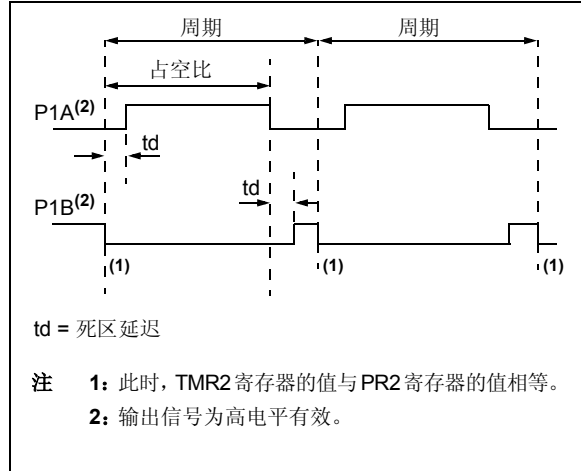 周期 周期
占空比
P1A(2)
td
td
P1B(2)
(1) (1) (1)
td = 死区延迟
注 1: 此时，TMR2寄存器的值与PR2寄存器的值相等。
2: 输出信号为高电平有效。